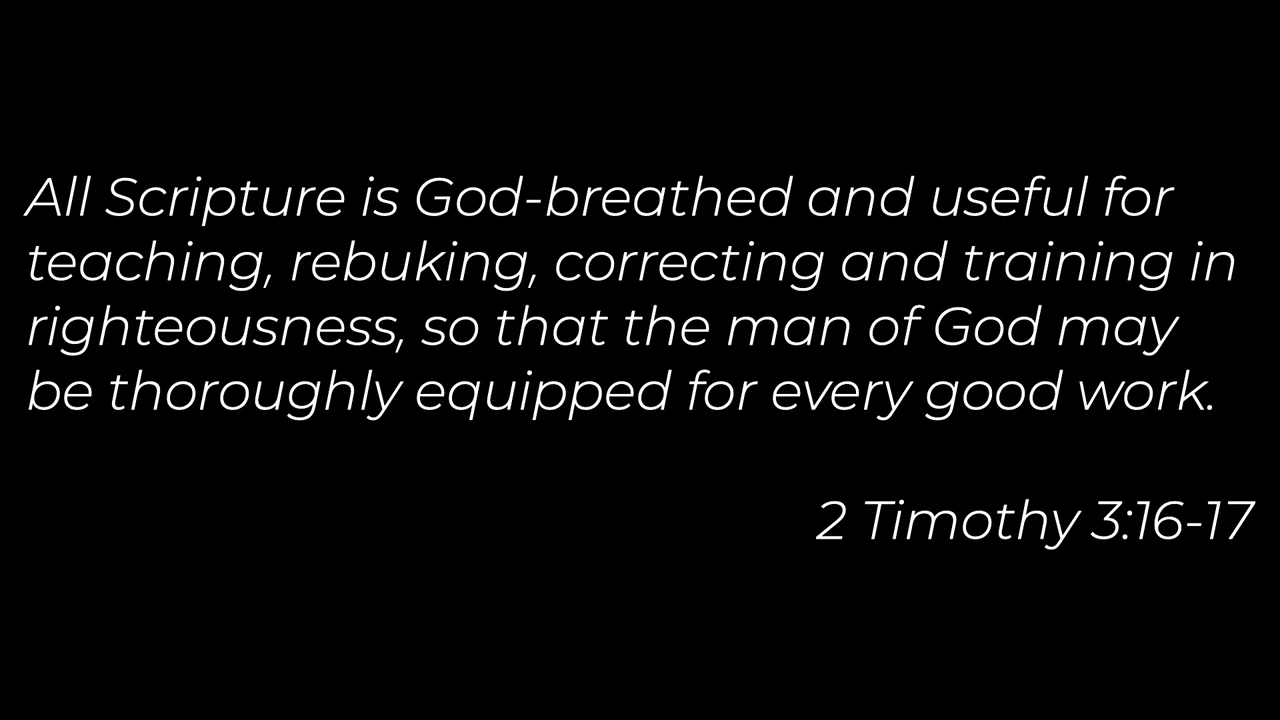 All Scripture is God-breathed and useful for
teaching, rebuking, correcting and training in
righteousness, so that the man of God may
be thoroughly equipped for every good work.
2 Timothy 3:16-17